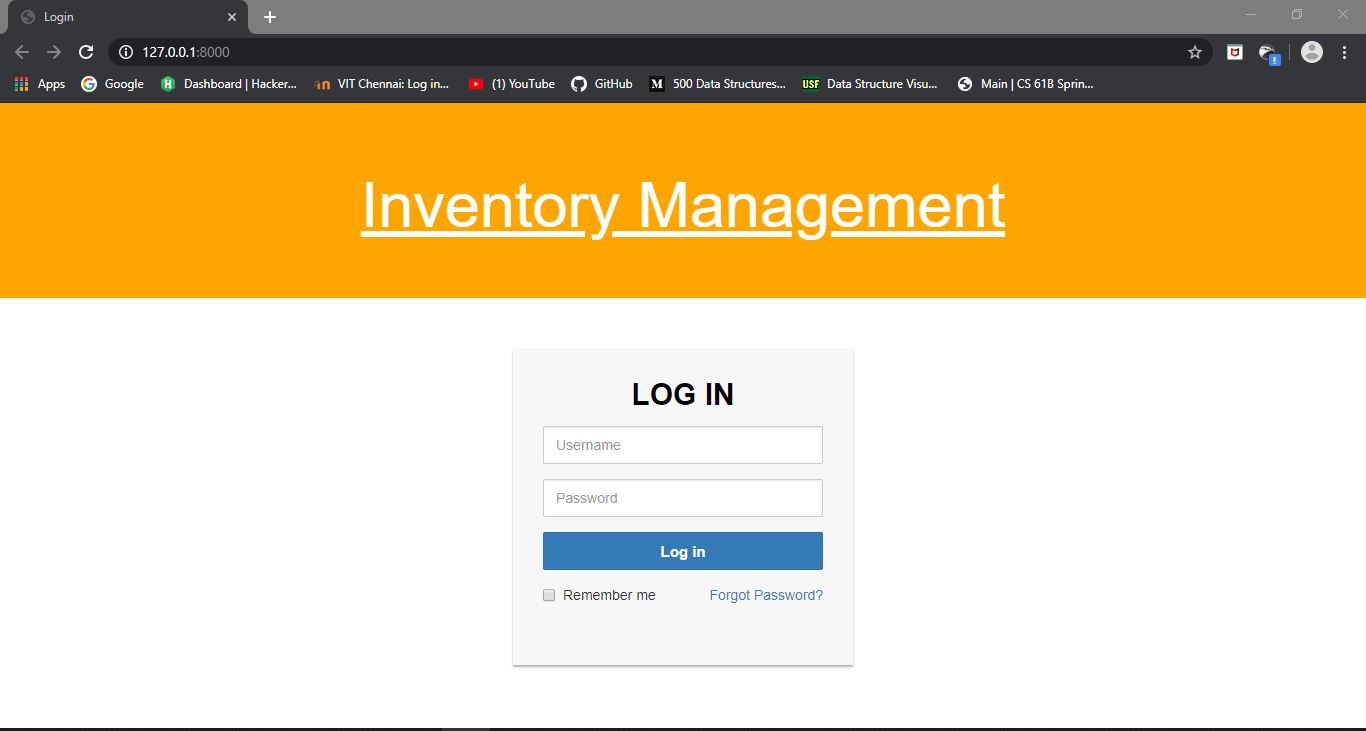 Login
127.0.0.1:8000
Apps Google Dashboard | Hacker... VIT Chennai: Log in... (1) YouTube GitHub 500 Data Structures... Data Structure Visu... Main | CS 61B Sprin...
Inventory Management
LOG IN
Username
Password
Log in
Remember me Forgot Password?